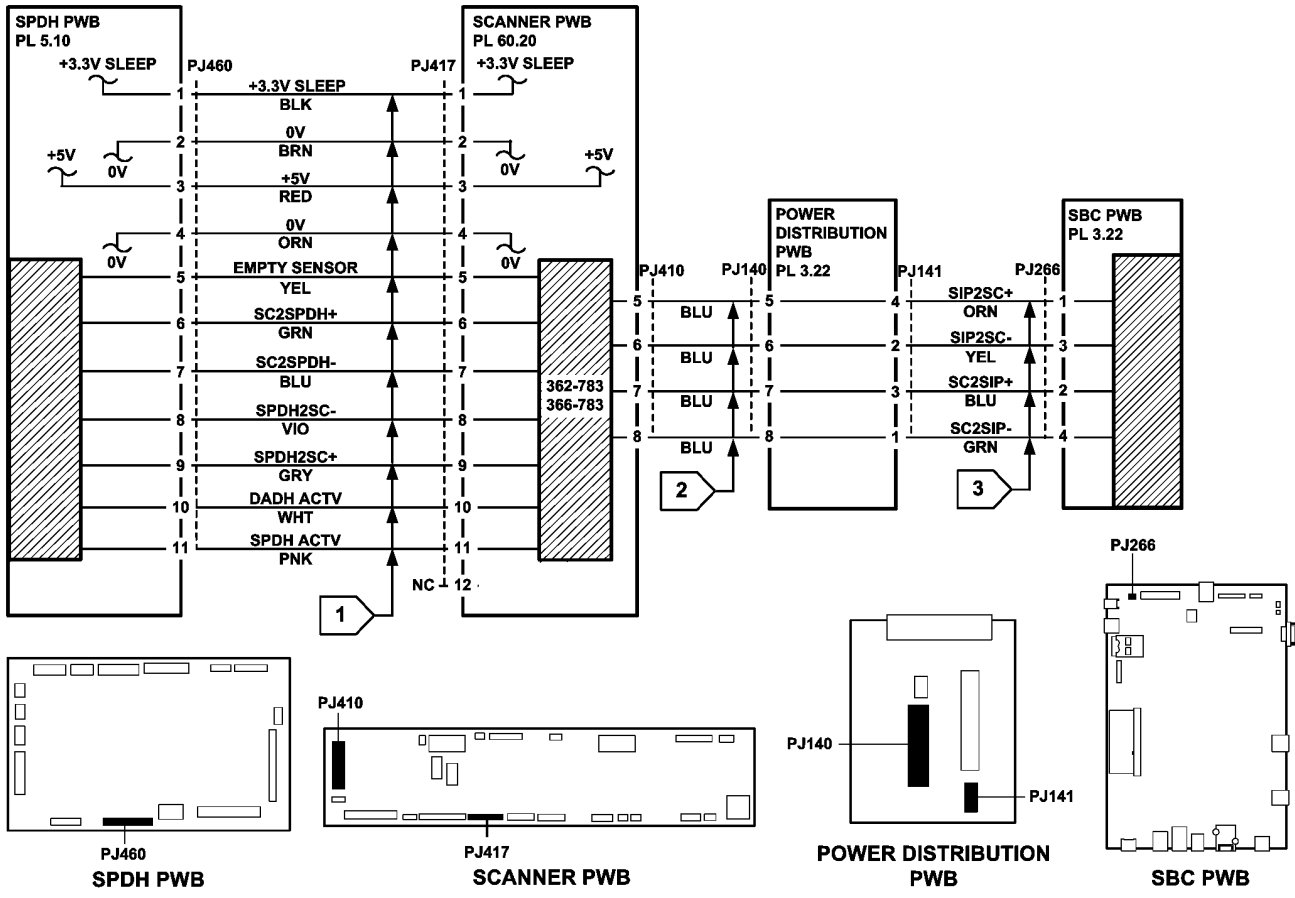 SPDH PWB
PL 5.10
+3.3V SLEEP
PJ460
PJ417
SCANNER PWB
PL 60.20
+3.3V SLEEP
1
+3.3V SLEEP
BLK
1
2
0V
BRN
2
0V
0V
+5V
+5V
3
+5V
RED
3
4
0V
ORN
4
0V
0V
5
EMPTY SENSOR
YEL
5
6
SC2SPDH+
GRN
6
7
SC2SPDH-
BLU
7
8
SPDH2SC-
VIO
8
9
SPDH2SC+
GRY
9
10
DADH ACTV
WHT
10
11
SPDH ACTV
PNK
11
NC
12
1
362-783
366-783
PJ410
PJ140
POWER
DISTRIBUTION
PWB
PL 3.22
PJ141
PJ266
SBC PWB
PL 3.22
5
BLU
5
4
SIP2SC+
ORN
1
6
BLU
6
2
SIP2SC-
YEL
3
7
BLU
7
3
SC2SIP+
BLU
2
8
BLU
8
1
SC2SIP-
GRN
4
2
3
PJ460
SPDH PWB
PJ410
PJ417
SCANNER PWB
PJ140
PJ141
POWER DISTRIBUTION
PWB
PJ266
SBC PWB